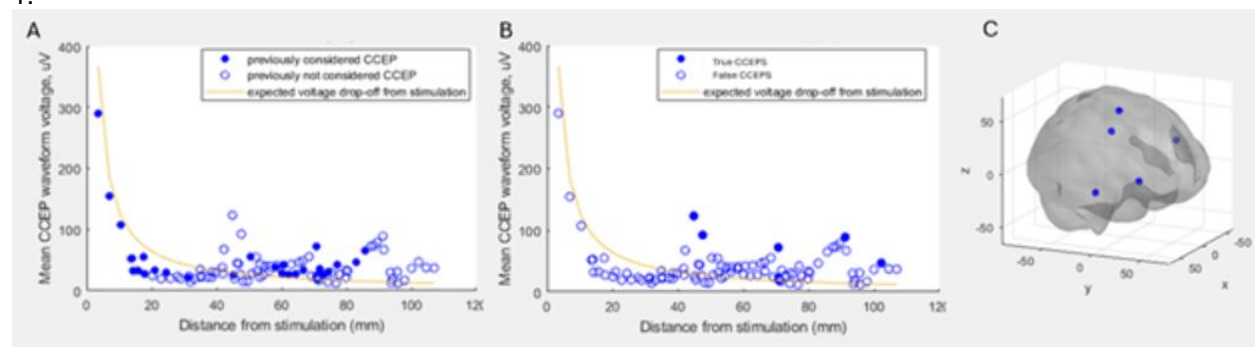 A
400
300
200
100
0
0
20
40
60
80
100
Mean CCEP waveform voltage, uV
Distance from stimulation (mm)
previously considered CCEP
previously not considered CCEP
expected voltage drop-off from stimulation
B
400
300
200
100
0
0
20
40
60
80
100
Mean CCEP waveform voltage, uV
Distance from stimulation (mm)
True CCEPS
False CCEPS
expected voltage drop-off from stimulation
C
50
0
-50
z
-50
0
50
y
50
0
-50
x